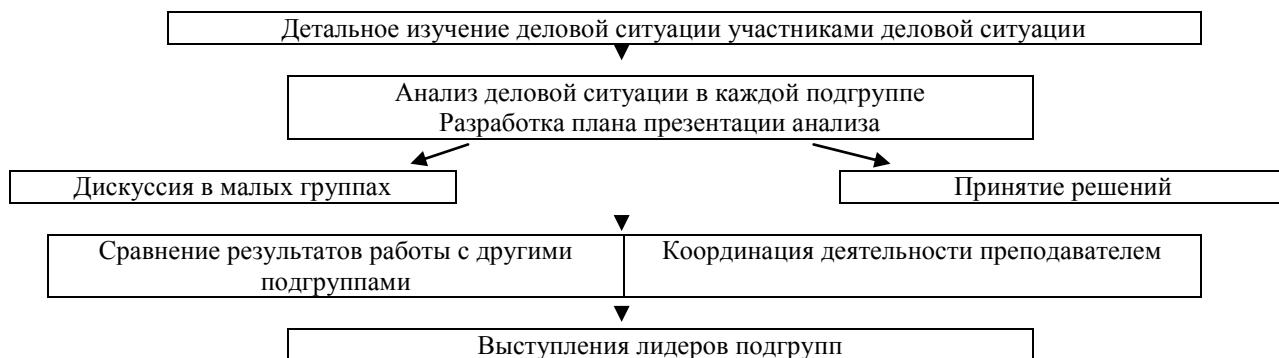 Детальное изучение деловой ситуации участниками деловой ситуации
Анализ деловой ситуации в каждой подгруппе
Разработка плана презентации анализа
Дискуссия в малых группах
Принятие решений
Сравнение результатов работы с другими
подгруппами
Координация деятельности преподавателем
Выступления лидеров подгрупп